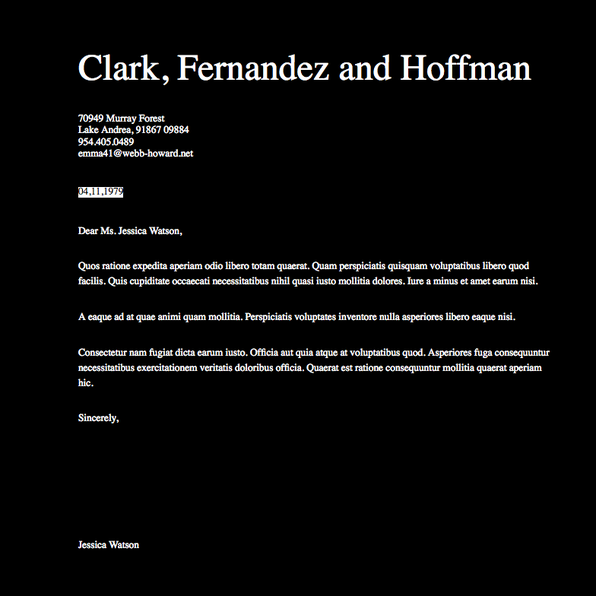 Clark, Fernandez and Hoffman
70949 Murray Forest
Lake Andrea, 91867 09884
954.405.0489
emma41@webb-howard.net
04,11,1979
Dear Ms. Jessica Watson,
Quos ratione expedita aperiam odio libero totam quaerat. Quam perspiciatis quisquam voluptatibus libero quod
facilis. Quis cupiditate occaecati necessitatibus nihil quasi iusto mollitia dolores. Iure a minus et amet earum nisi.
A eaque ad at quae animi quam mollitia. Perspiciatis voluptates inventore nulla asperiores libero eaque nisi.
Consectetur nam fugiat dicta earum iusto. Officia aut quia atque at voluptatibus quod. Asperiores fuga consequuntur
necessitatibus exercitationem veritatis doloribus officia. Quaerat est ratione consequuntur mollitia quaerat aperiam
hic.
Sincerely,
Jessica Watson